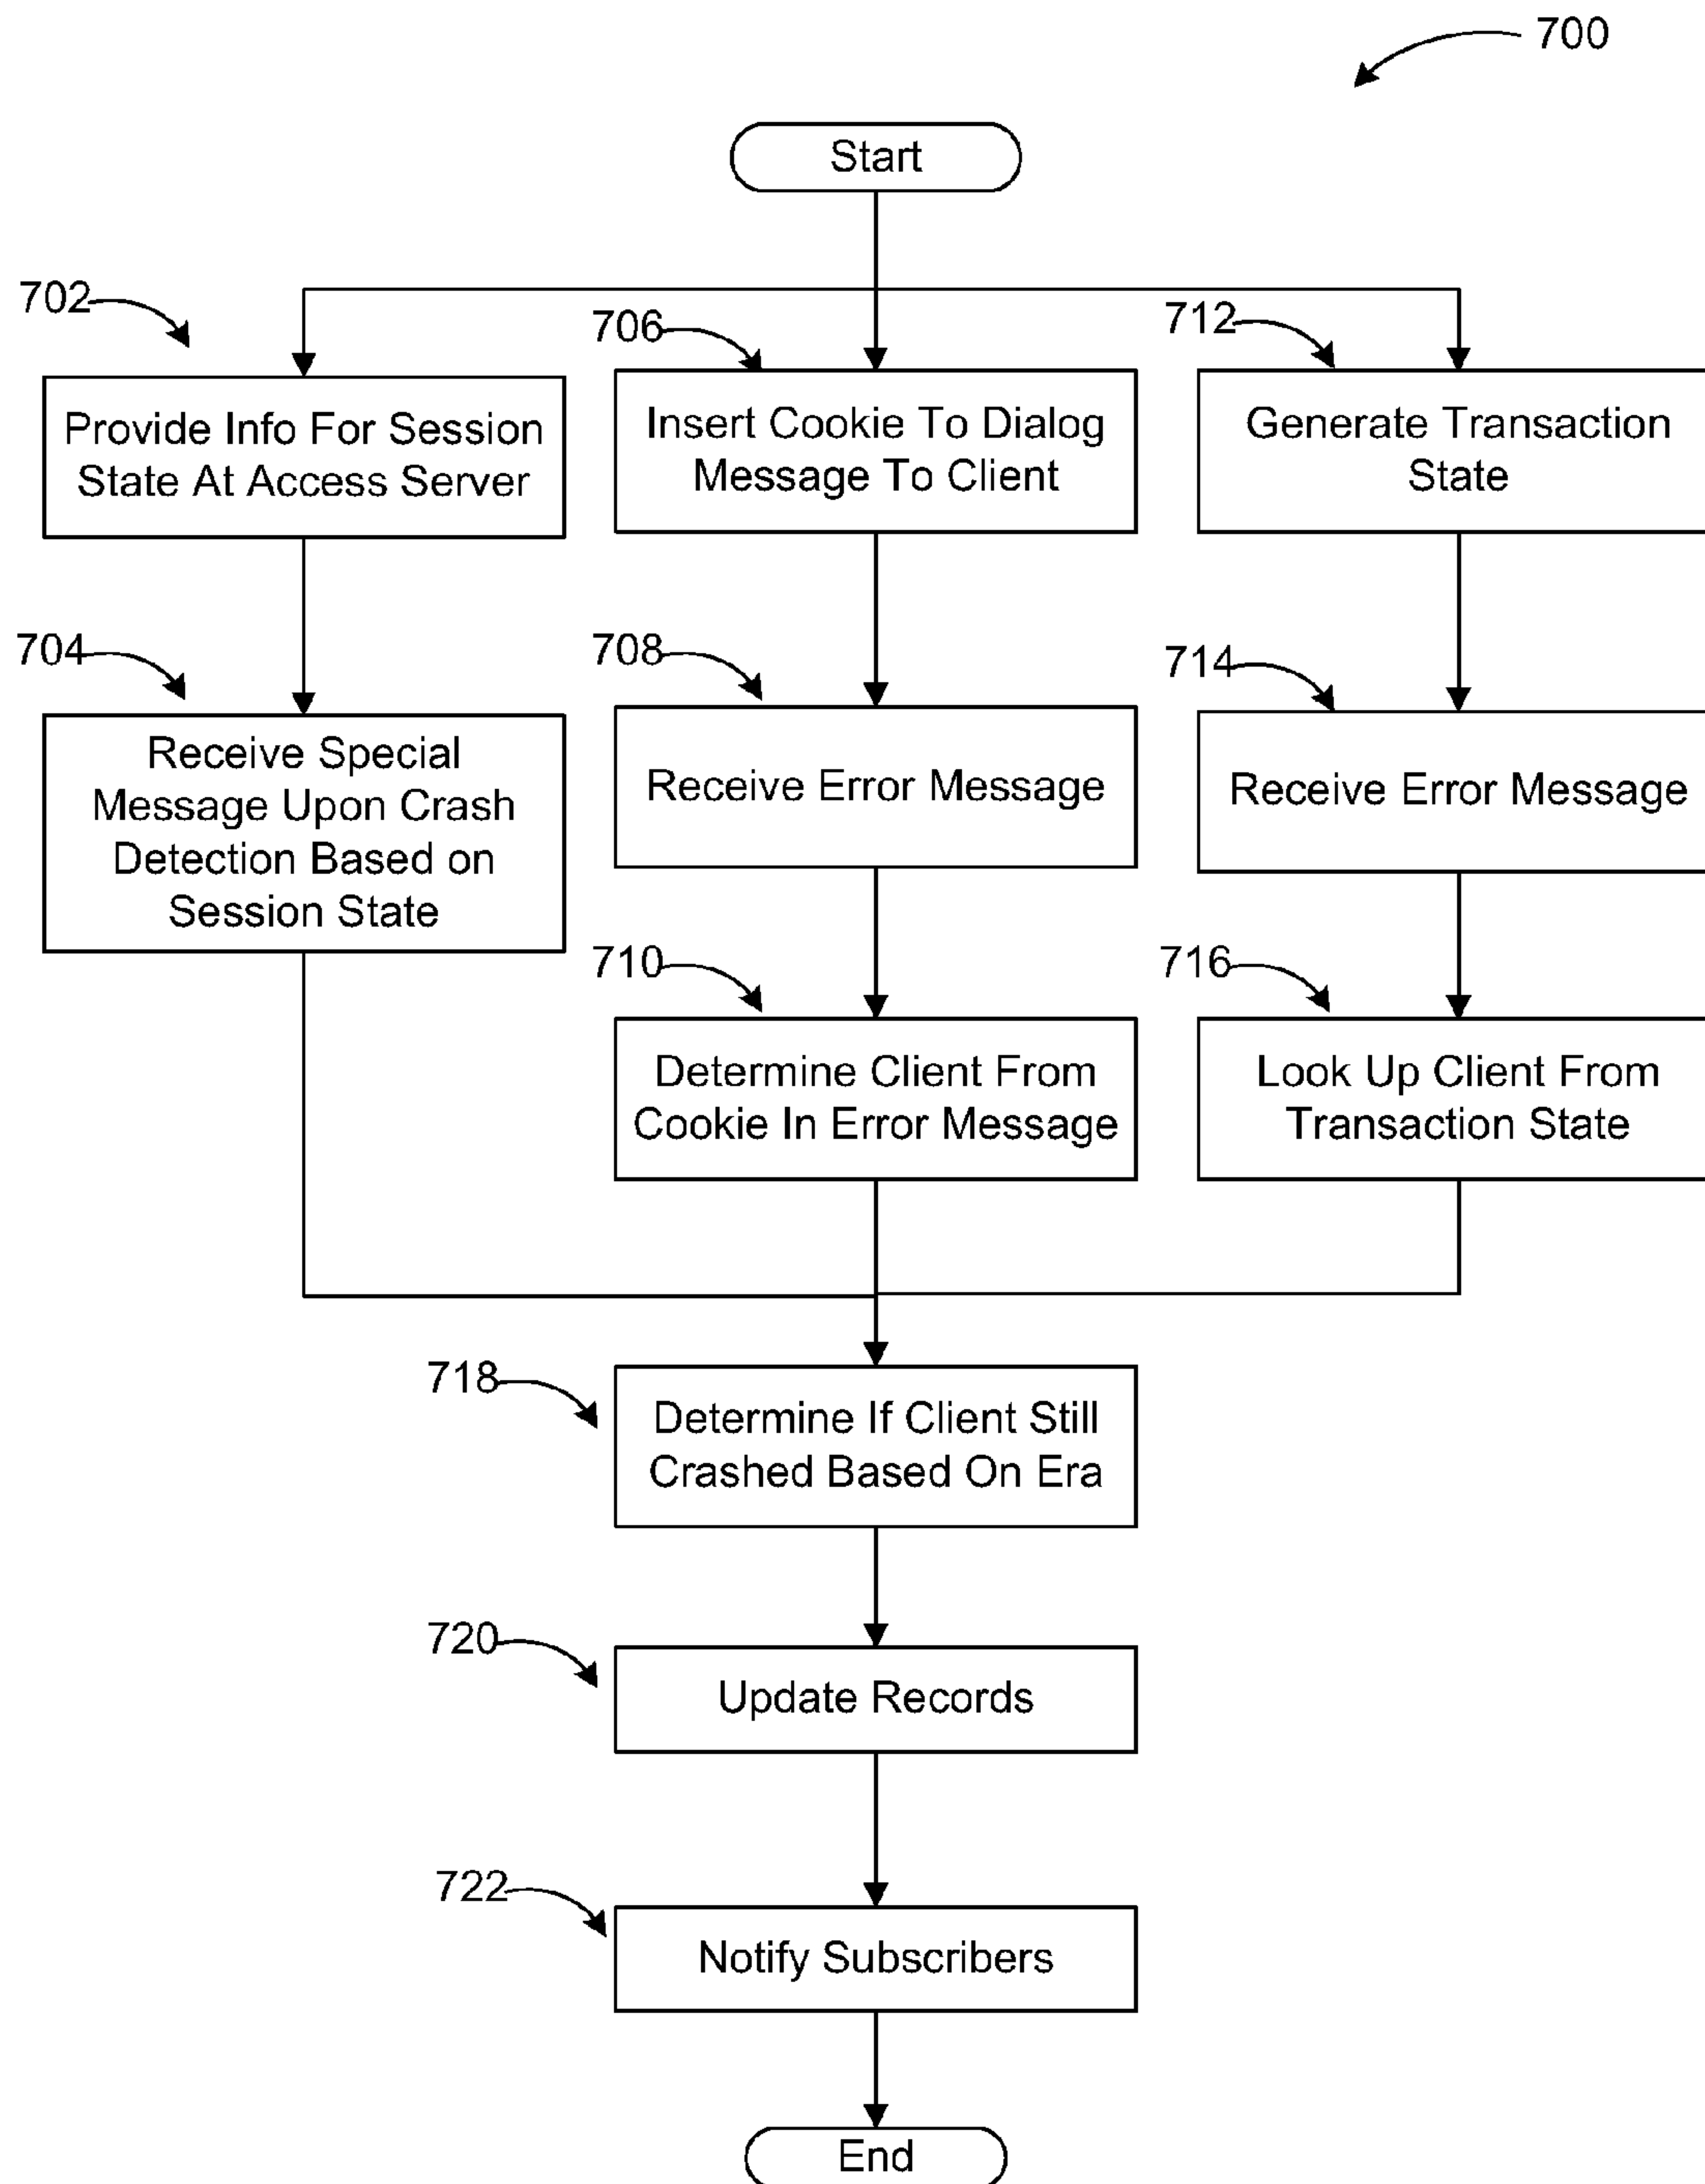 700
Start
702
Provide Info For Session
State At Access Server
706
Insert Cookie To Dialog
Message To Client
712
Generate Transaction
State
704
Receive Special
Message Upon Crash
Detection Based on
Session State
708
Receive Error Message
714
Receive Error Message
710
Determine Client From
Cookie In Error Message
716
Look Up Client From
Transaction State
718
Determine If Client Still
Crashed Based On Era
720
Update Records
722
Notify Subscribers
End